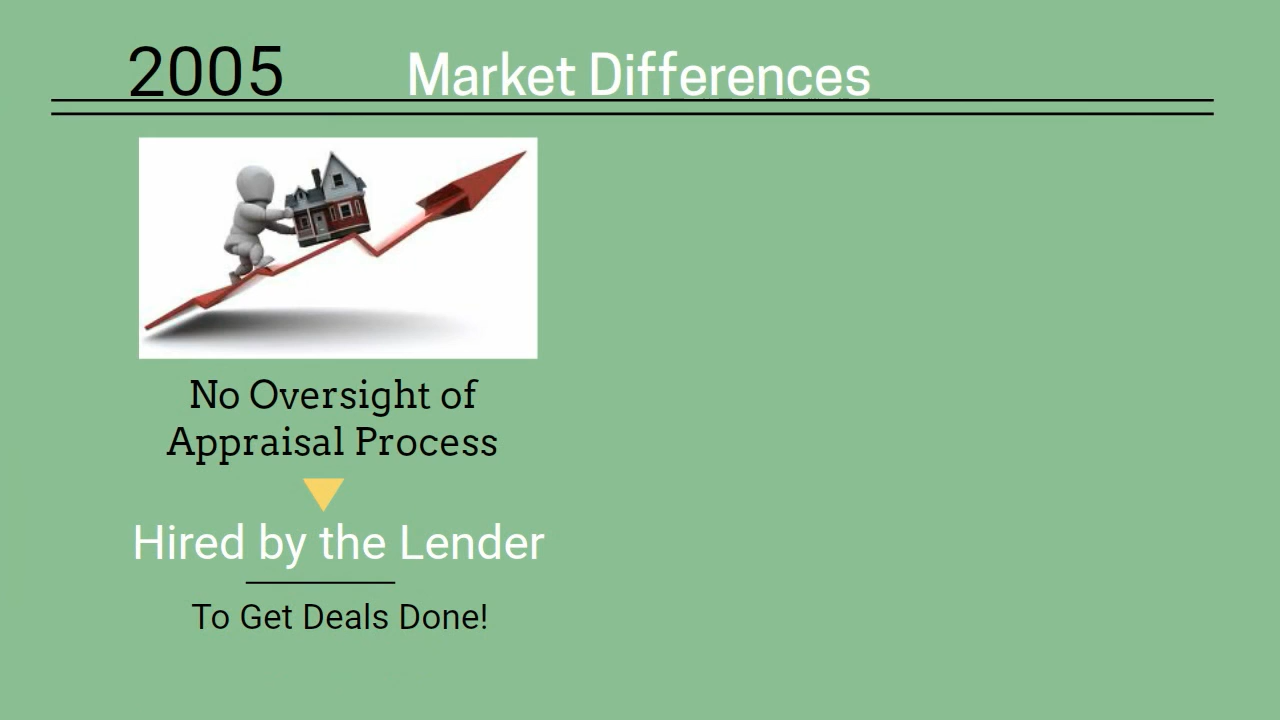 2005 Market Differences
No Oversight of
Appraisal Process
Hired by the Lender
To Get Deals Done!